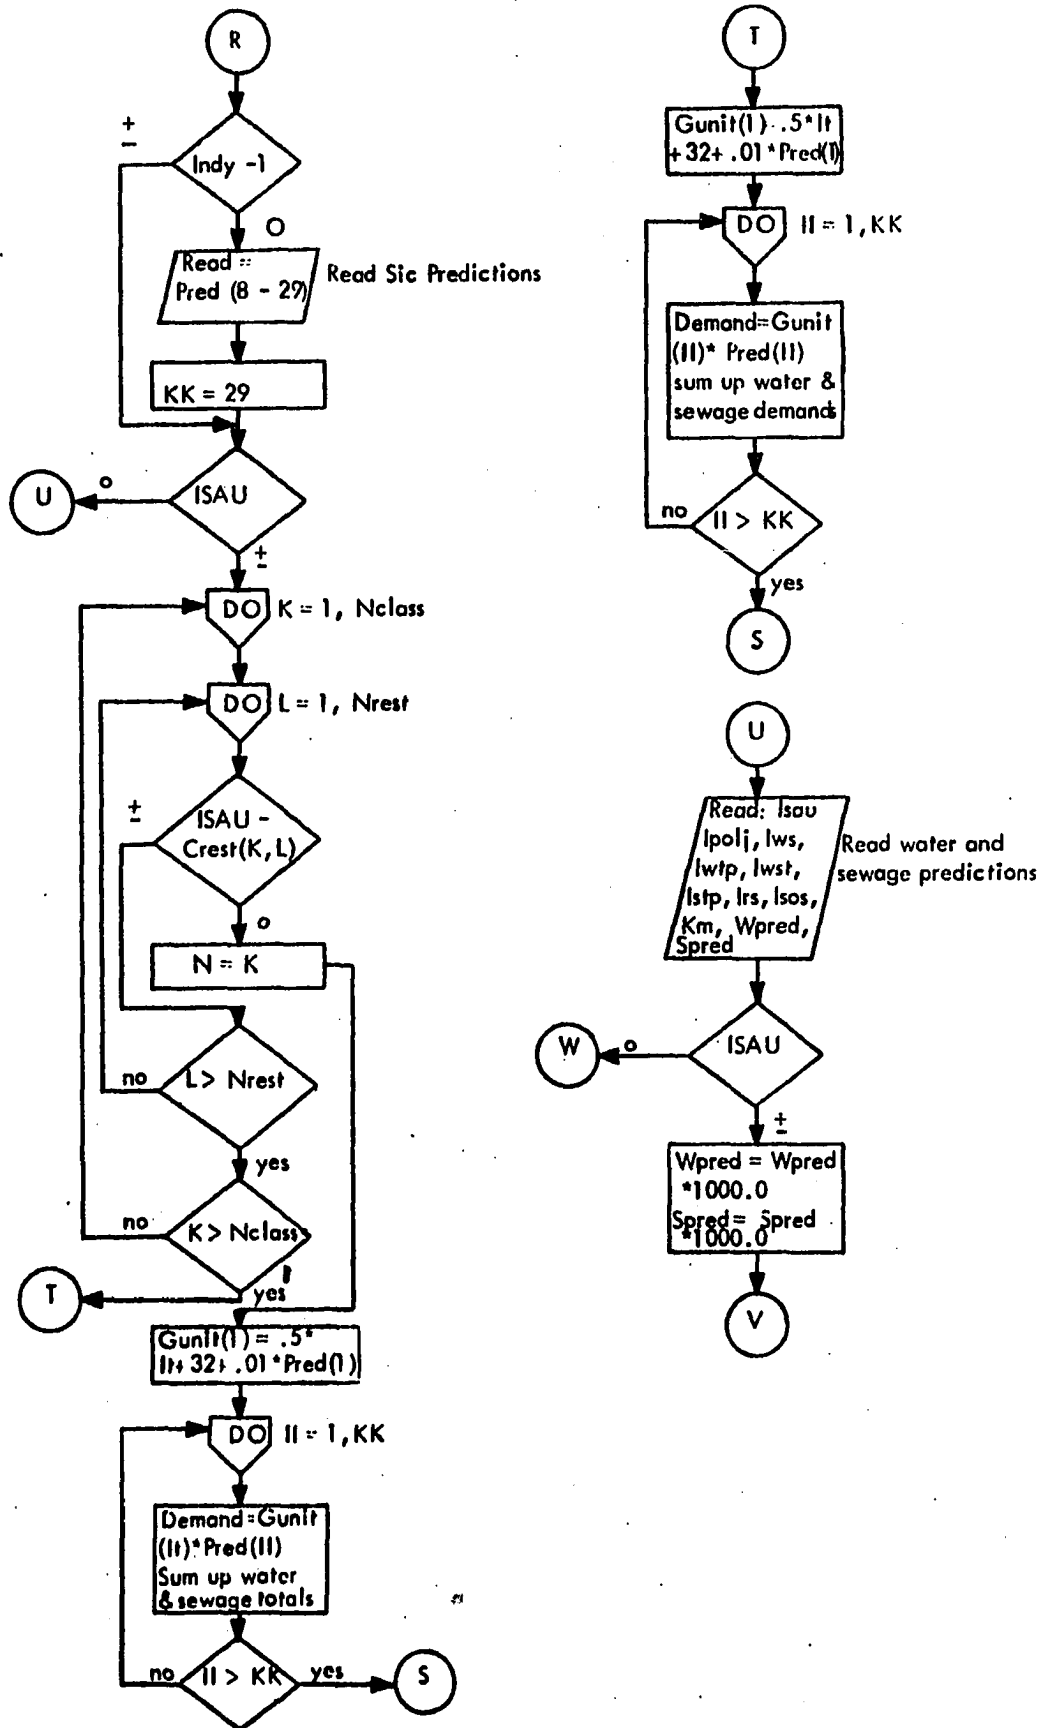 R
±
Indy -1
O
Read =
Pred (8 - 29)
Read Sic Predictions
KK = 29
ISAU
o
U
±
DO K = 1, Nclass
DO L = 1, Nrest
±
ISAU -
Crest(K, L)
o
N = K
L > Nrest
no
yes
K > Nclass
no
yes
T
Gunit(1) = .5*
It+ 32+ .01*Pred(1)
DO II = 1,KK
Demand=Gunit
(It)*Pred(II)
Sum up water
& sewage totals
II > KK
no
yes
S
T
Gunit(1) .5*It
+32+ .01*Pred(1)
DO II = 1,KK
Demand=Gunit
(II)* Pred(II)
sum up water &
sewage demands
II > KK
no
yes
S
U
Read: Isau
Ipolj, Iws,
Iwtp, Iwst,
Istp, Irs, Isos,
Km, Wpred,
Spred
Read water and
sewage predictions
ISAU
o
W
±
Wpred = Wpred
*1000.0
Spred = Spred
*1000.0
V